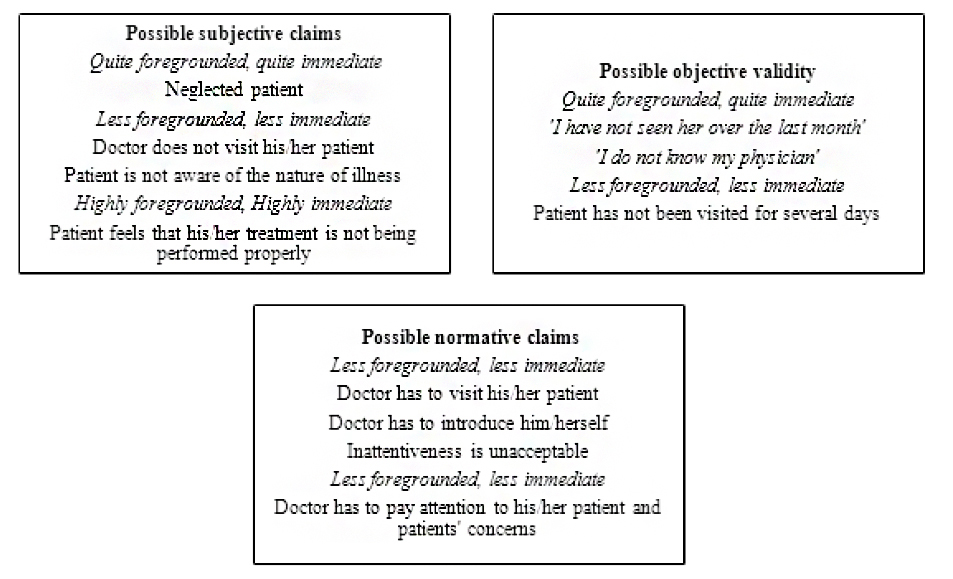 Possible subjective claims
Quite foregrounded, quite immediate
Neglected patient
Less foregrounded, less immediate
Doctor does not visit his/her patient
Patient is not aware of the nature of illness
Highly foregrounded, Highly immediate
Patient feels that his/her treatment is not being
performed properly
Possible objective validity
Quite foregrounded, quite immediate
'I have not seen her over the last month'
'I do not know my physician'
Less foregrounded, less immediate
Patient has not been visited for several days
Possible normative claims
Less foregrounded, less immediate
Doctor has to visit his/her patient
Doctor has to introduce him/herself
Inattentiveness is unacceptable
Less foregrounded, less immediate
Doctor has to pay attention to his/her patient and
patients' concerns